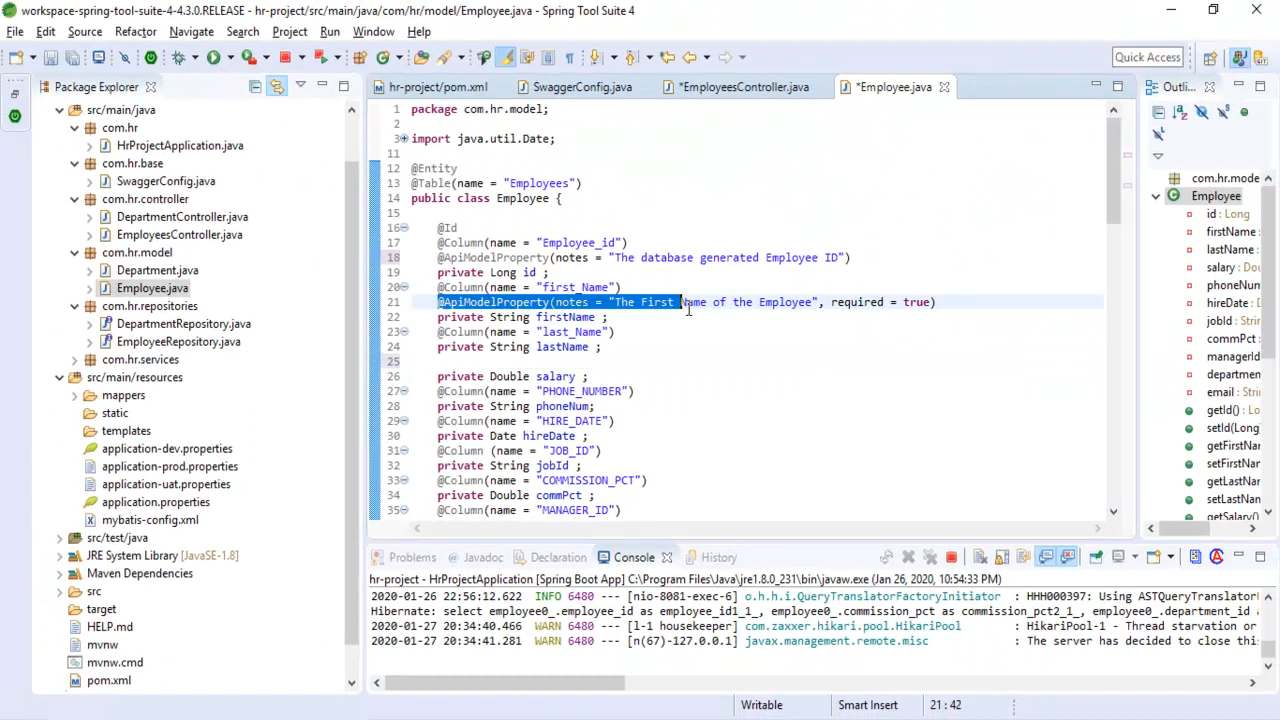 workspace-spring-tool-suite-4-4.3.0.RELEASE - hr-project/src/main/java/com/hr/model/Employee.java - Spring Tool Suite 4
File Edit Source Refactor Navigate Search Project Run Window Help
Quick Access
Package Explorer
src/main/java
com.hr
HrProjectApplication.java
com.hr.base
SwaggerConfig.java
com.hr.controller
DepartmentController.java
EmployeesController.java
com.hr.model
Department.java
Employee.java
com.hr.repositories
DepartmentRepository.java
EmployeeRepository.java
com.hr.services
src/main/resources
mappers
static
templates
application-dev.properties
application-prod.properties
application-uat.properties
application.properties
mybatis-config.xml
src/test/java
JRE System Library [JavaSE-1.8]
Maven Dependencies
src
target
HELP.md
mvnw
mvnw.cmd
pom.xml
hr-project/pom.xml SwaggerConfig.java *EmployeesController.java *Employee.java
1 package com.hr.model;
2
3 import java.util.Date;
11
12 @Entity
13 @Table(name = "Employees")
14 public class Employee {
15
16 @Id
17 @Column(name = "Employee_id")
18 @ApiModelProperty(notes = "The database generated Employee ID")
19 private Long id ;
20 @Column(name = "first_Name")
21 @ApiModelProperty(notes = "The First Name of the Employee", required = true)
22 private String firstName ;
23 @Column(name = "last_Name")
24 private String lastName ;
25
26 private Double salary ;
27 @Column(name = "PHONE_NUMBER")
28 private String phoneNum;
29 @Column(name = "HIRE_DATE")
30 private Date hireDate ;
31 @Column (name = "JOB_ID")
32 private String jobId ;
33 @Column(name = "COMMISSION_PCT")
34 private Double commPct ;
35 @Column(name = "MANAGER_ID")
Outli...
com.hr.mode
Employee
id : Long
firstName :
lastName :
salary : Dou
phoneNum
hireDate : D
jobId : Strin
commPct :
managerId
departmen
email : Stri
getId() : Lo
setId(Long)
getFirstNam
setFirstNam
getLastNam
setLastNam
getSalary()
Problems Javadoc Declaration Console History
hr-project - HrProjectApplication [Spring Boot App] C:\Program Files\Java\jre1.8.0_231\bin\javaw.exe (Jan 26, 2020, 10:54:33 PM)
2020-01-26 22:56:12.622 INFO 6480 --- [nio-8081-exec-6] o.h.h.i.QueryTranslatorFactoryInitiator : HHH000397: Using ASTQueryTranslat
Hibernate: select employee0_.employee_id as employee_id1_1_, employee0_.commission_pct as commission_pct2_1_, employee0_.department_id a
2020-01-27 20:34:40.466 WARN 6480 --- [l-1 housekeeper] com.zaxxer.hikari.pool.HikariPool : HikariPool-1 - Thread starvation or
2020-01-27 20:34:40.641 WARN 6480 --- [n(67)-127.0.0.1] javax.management.remote.misc : The server has decided to close this
Writable Smart Insert 21 : 42